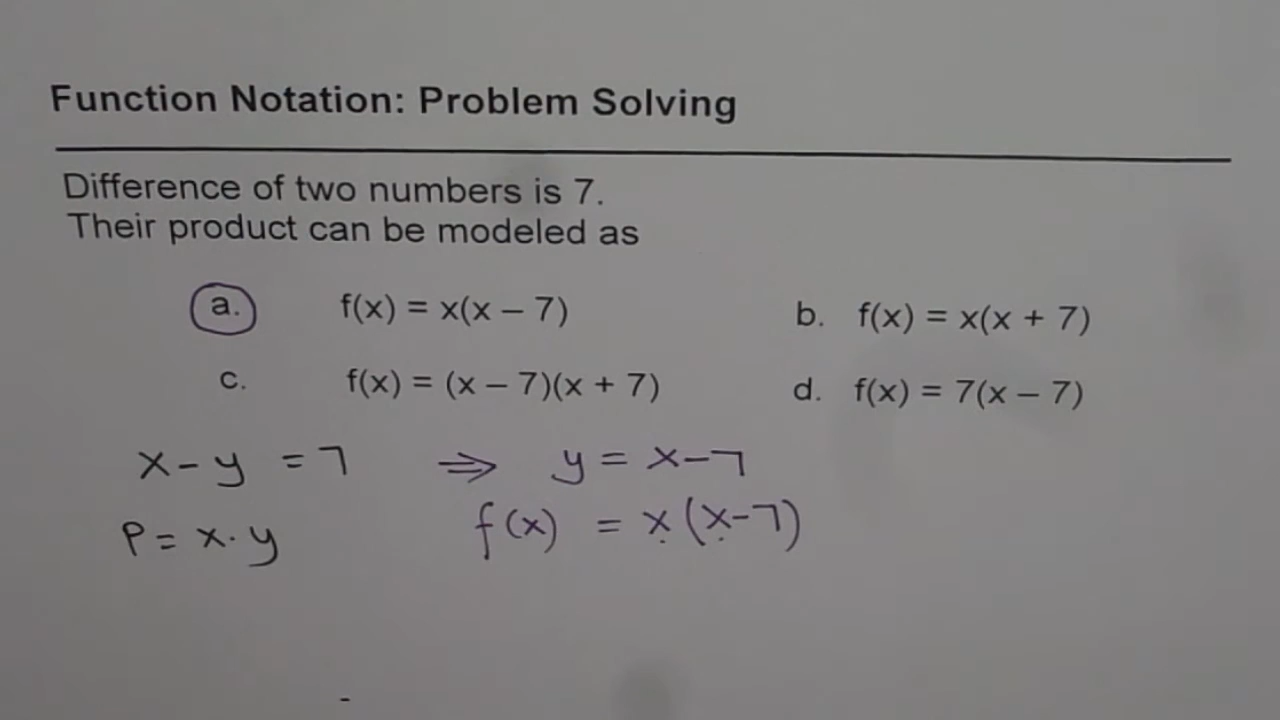 Function Notation: Problem Solving
Difference of two numbers is 7.
Their product can be modeled as
a. f(x) = x(x – 7) b. f(x) = x(x + 7)
c. f(x) = (x – 7)(x + 7) d. f(x) = 7(x – 7)
x - y = 7 ⇒ y = x - 7
P = x · y f(x) = x(x-7)